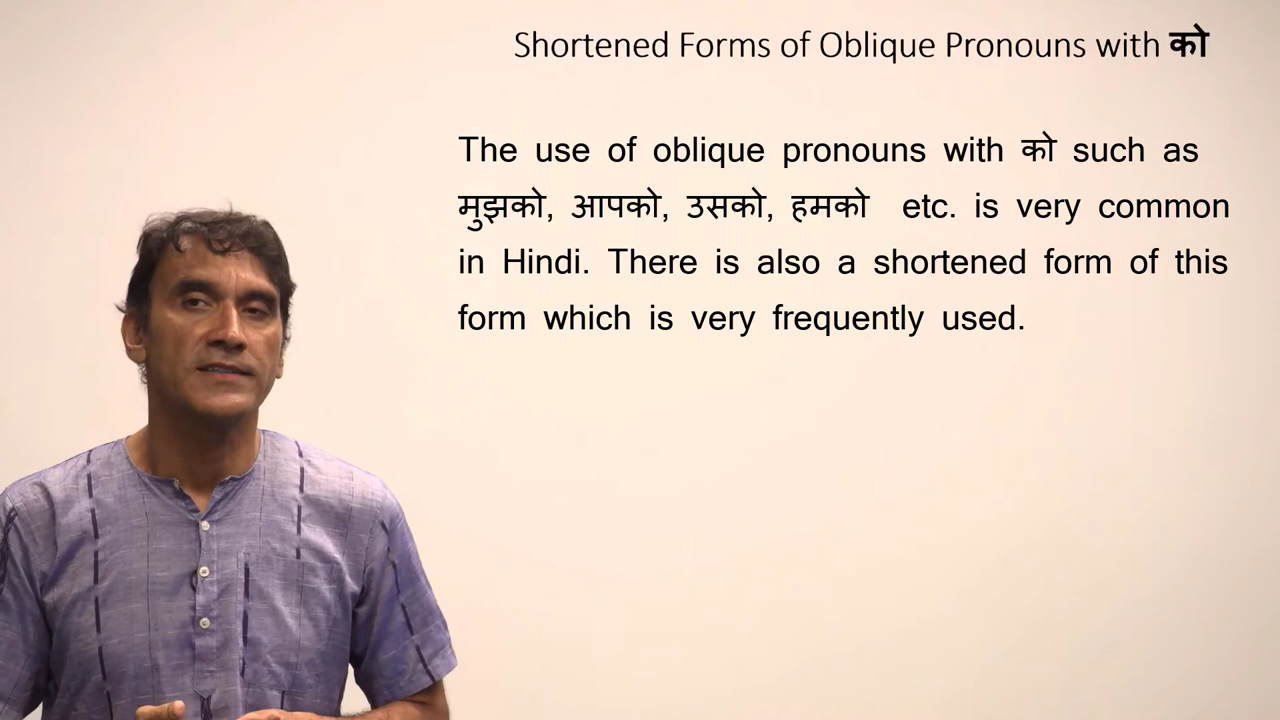 Shortened Forms of Oblique Pronouns with को
The use of oblique pronouns with को such as
मुझको, आपको, उसको, हमको etc. is very common
in Hindi. There is also a shortened form of this
form which is very frequently used.